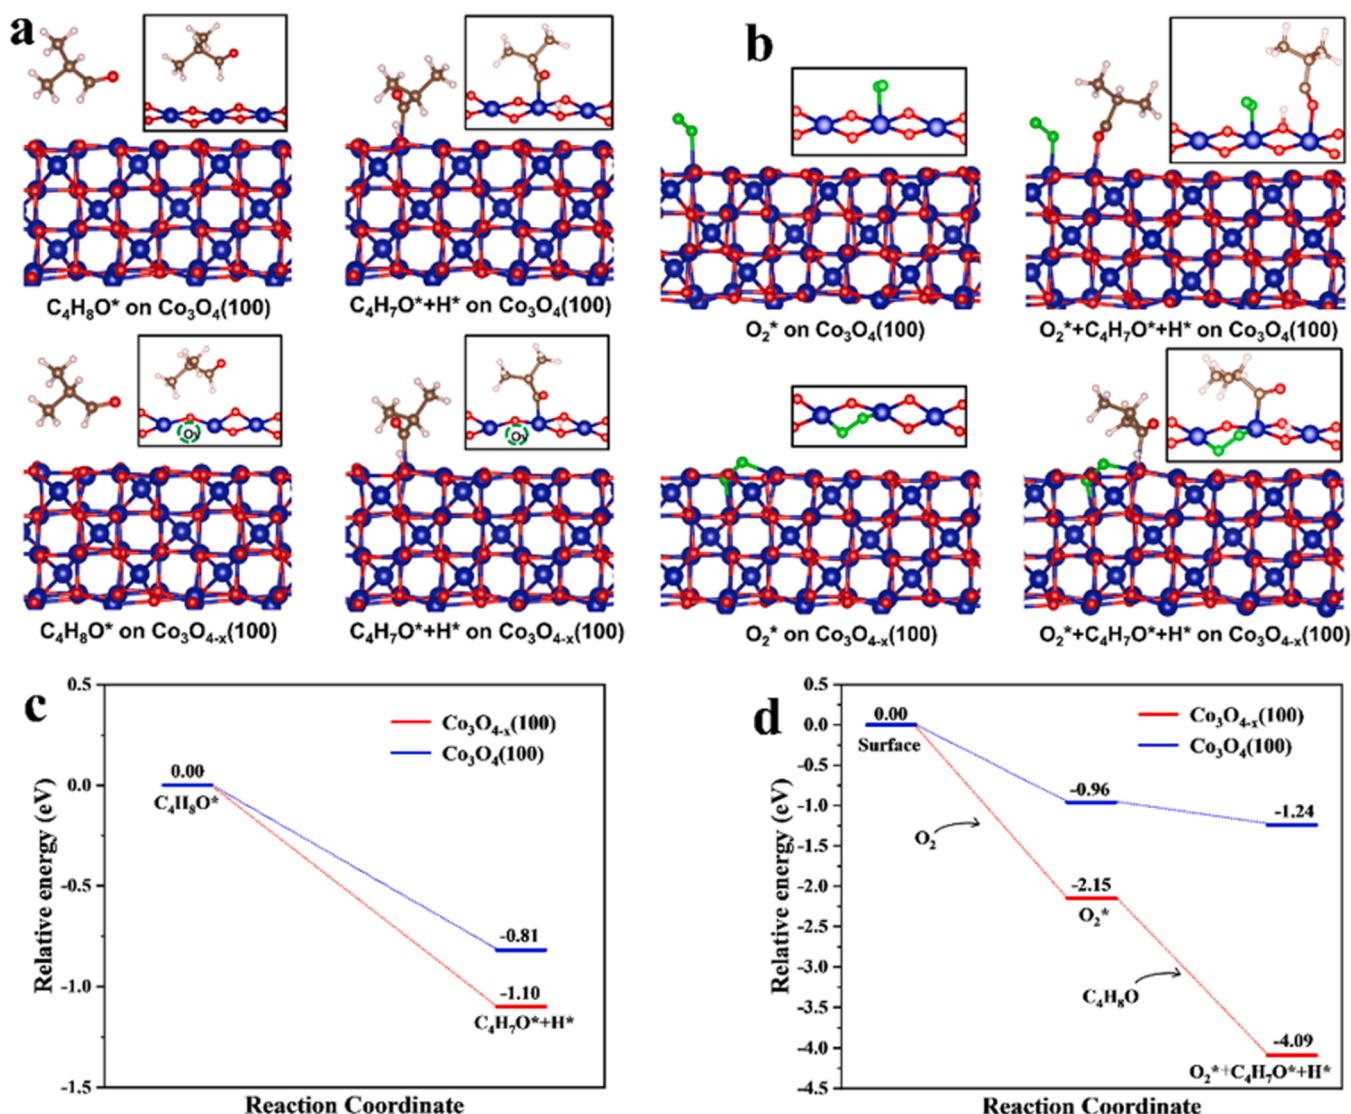 a
C₄H₈O* on Co₃O₄(100)
C₄H₇O*+H* on Co₃O₄(100)
Ov
C₄H₈O* on Co₃O₄₋ₓ(100)
Ov
C₄H₇O*+H* on Co₃O₄₋ₓ(100)
b
O₂* on Co₃O₄(100)
O₂*+C₄H₇O*+H* on Co₃O₄(100)
O₂* on Co₃O₄₋ₓ(100)
O₂*+C₄H₇O*+H* on Co₃O₄₋ₓ(100)
c
Relative energy (eV)
0.5
0.0
-0.5
-1.0
-1.5
Co₃O₄₋ₓ(100)
Co₃O₄(100)
0.00
C₄H₈O*
-0.81
-1.10
C₄H₇O*+H*
Reaction Coordinate
d
Relative energy (eV)
0.5
0.0
-0.5
-1.0
-1.5
-2.0
-2.5
-3.0
-3.5
-4.0
-4.5
Co₃O₄₋ₓ(100)
Co₃O₄(100)
0.00
Surface
-0.96
-1.24
O₂
-2.15
O₂*
C₄H₈O
-4.09
O₂*+C₄H₇O*+H*
Reaction Coordinate